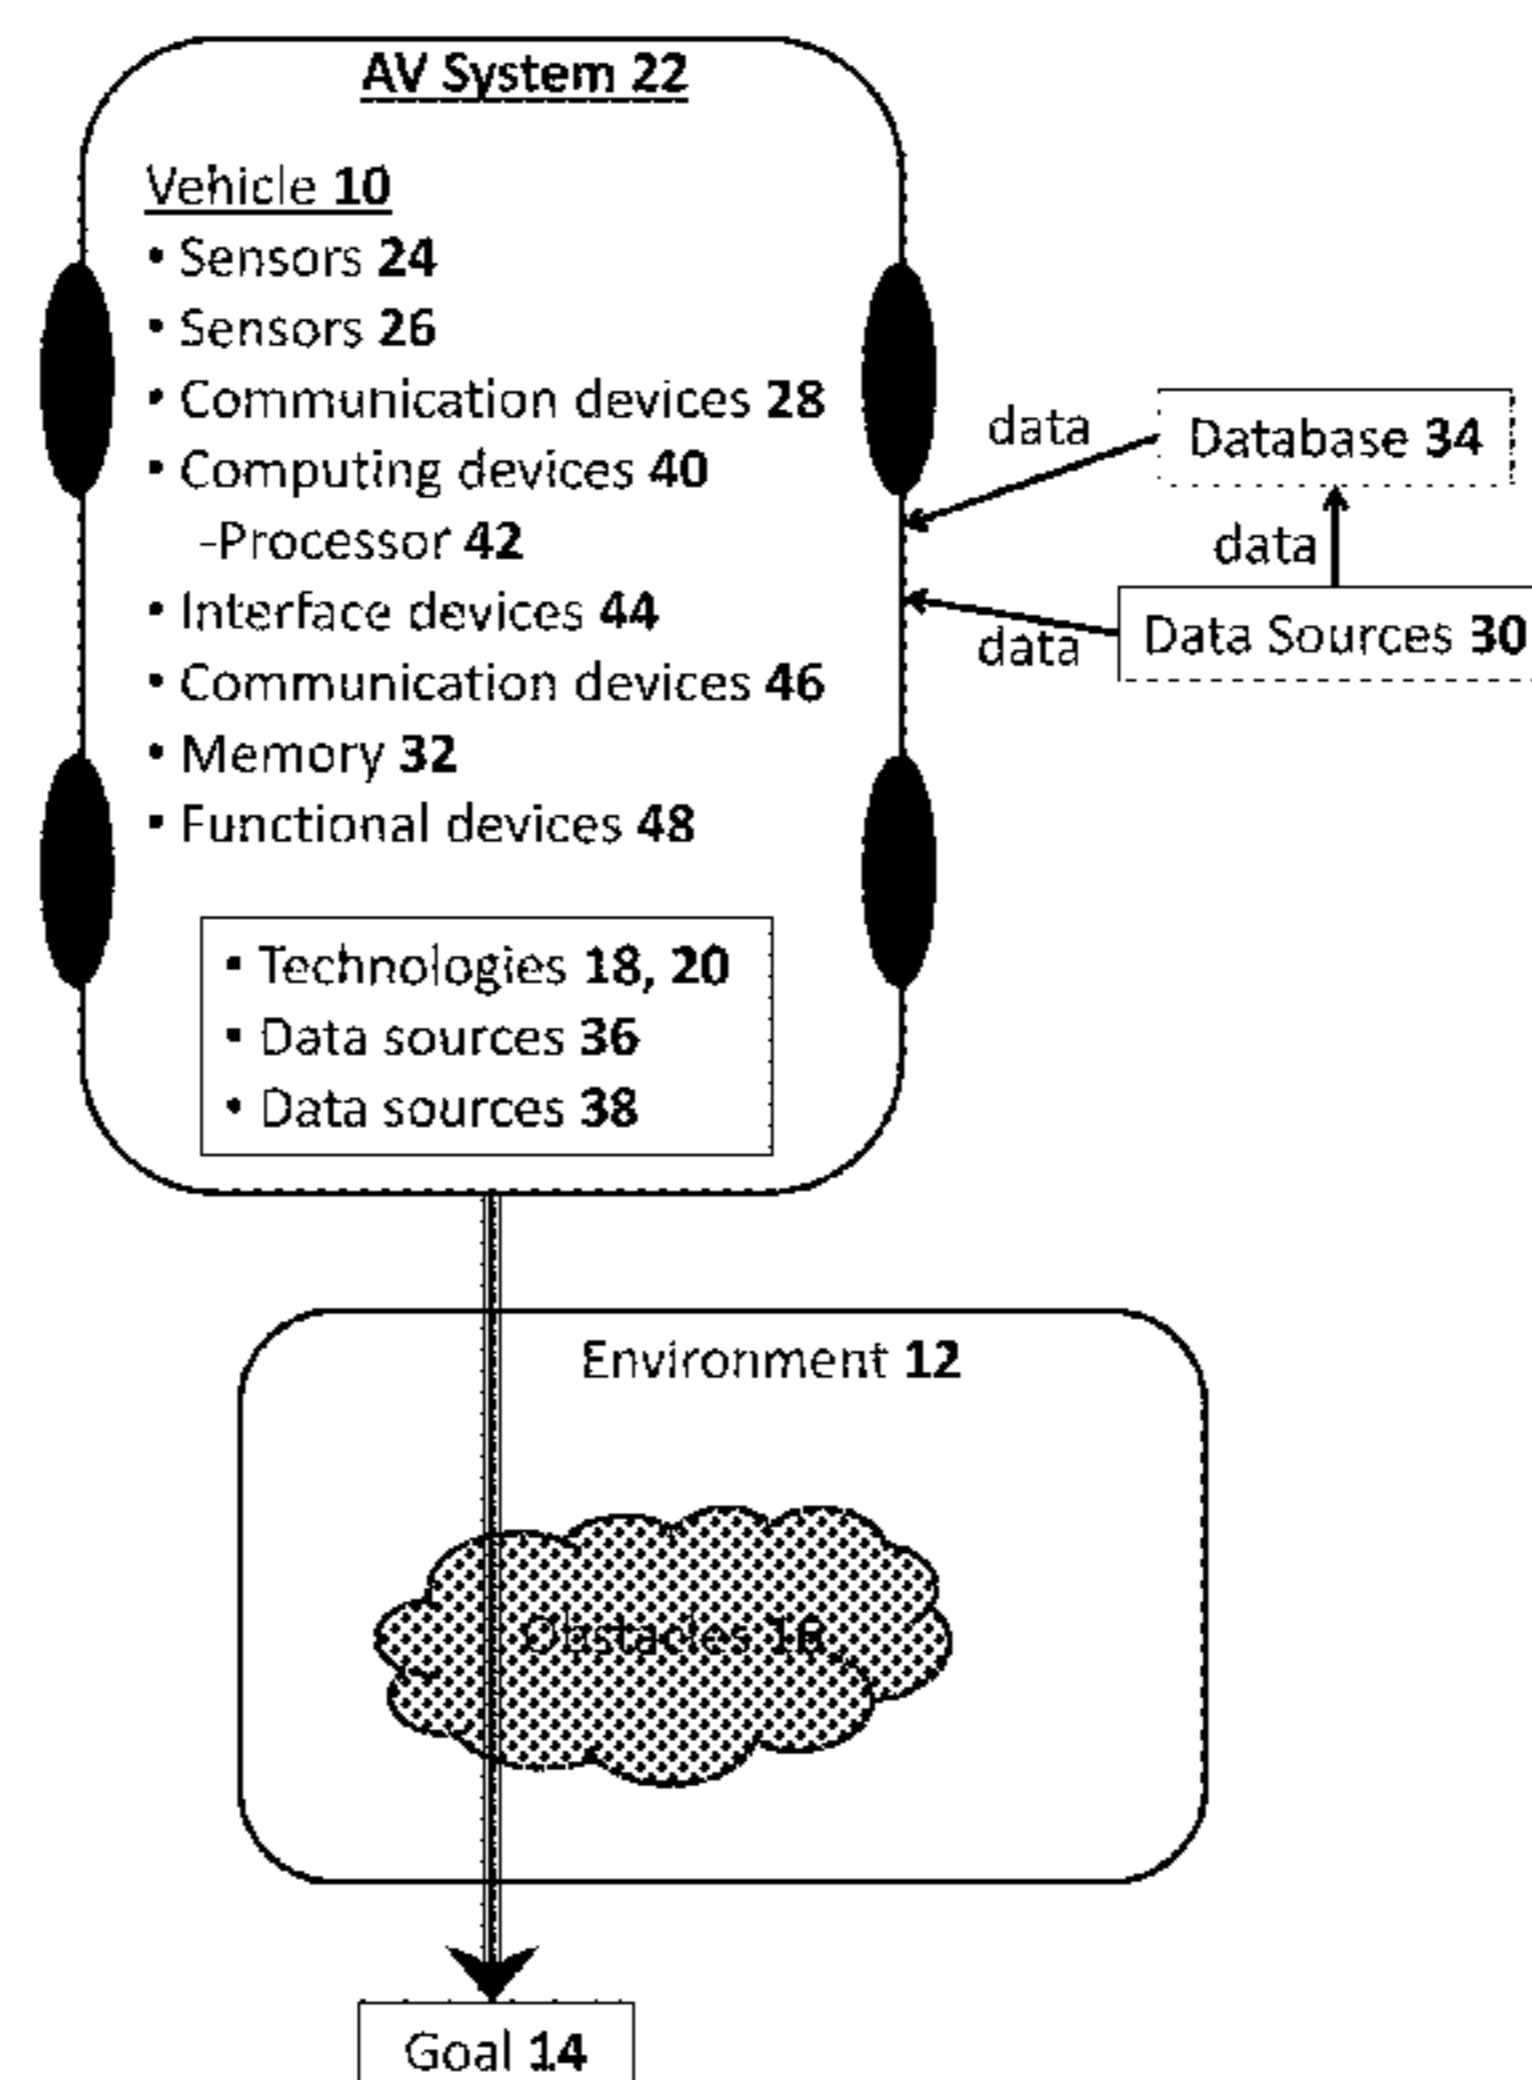 AV System 22
Vehicle 10
• Sensors 24
• Sensors 26
• Communication devices 28
• Computing devices 40
-Processor 42
• Interface devices 44
• Communication devices 46
• Memory 32
• Functional devices 48
• Technologies 18, 20
• Data sources 36
• Data sources 38
data
Database 34
data
data
Data Sources 30
Environment 12
Obstacles
Goal 14